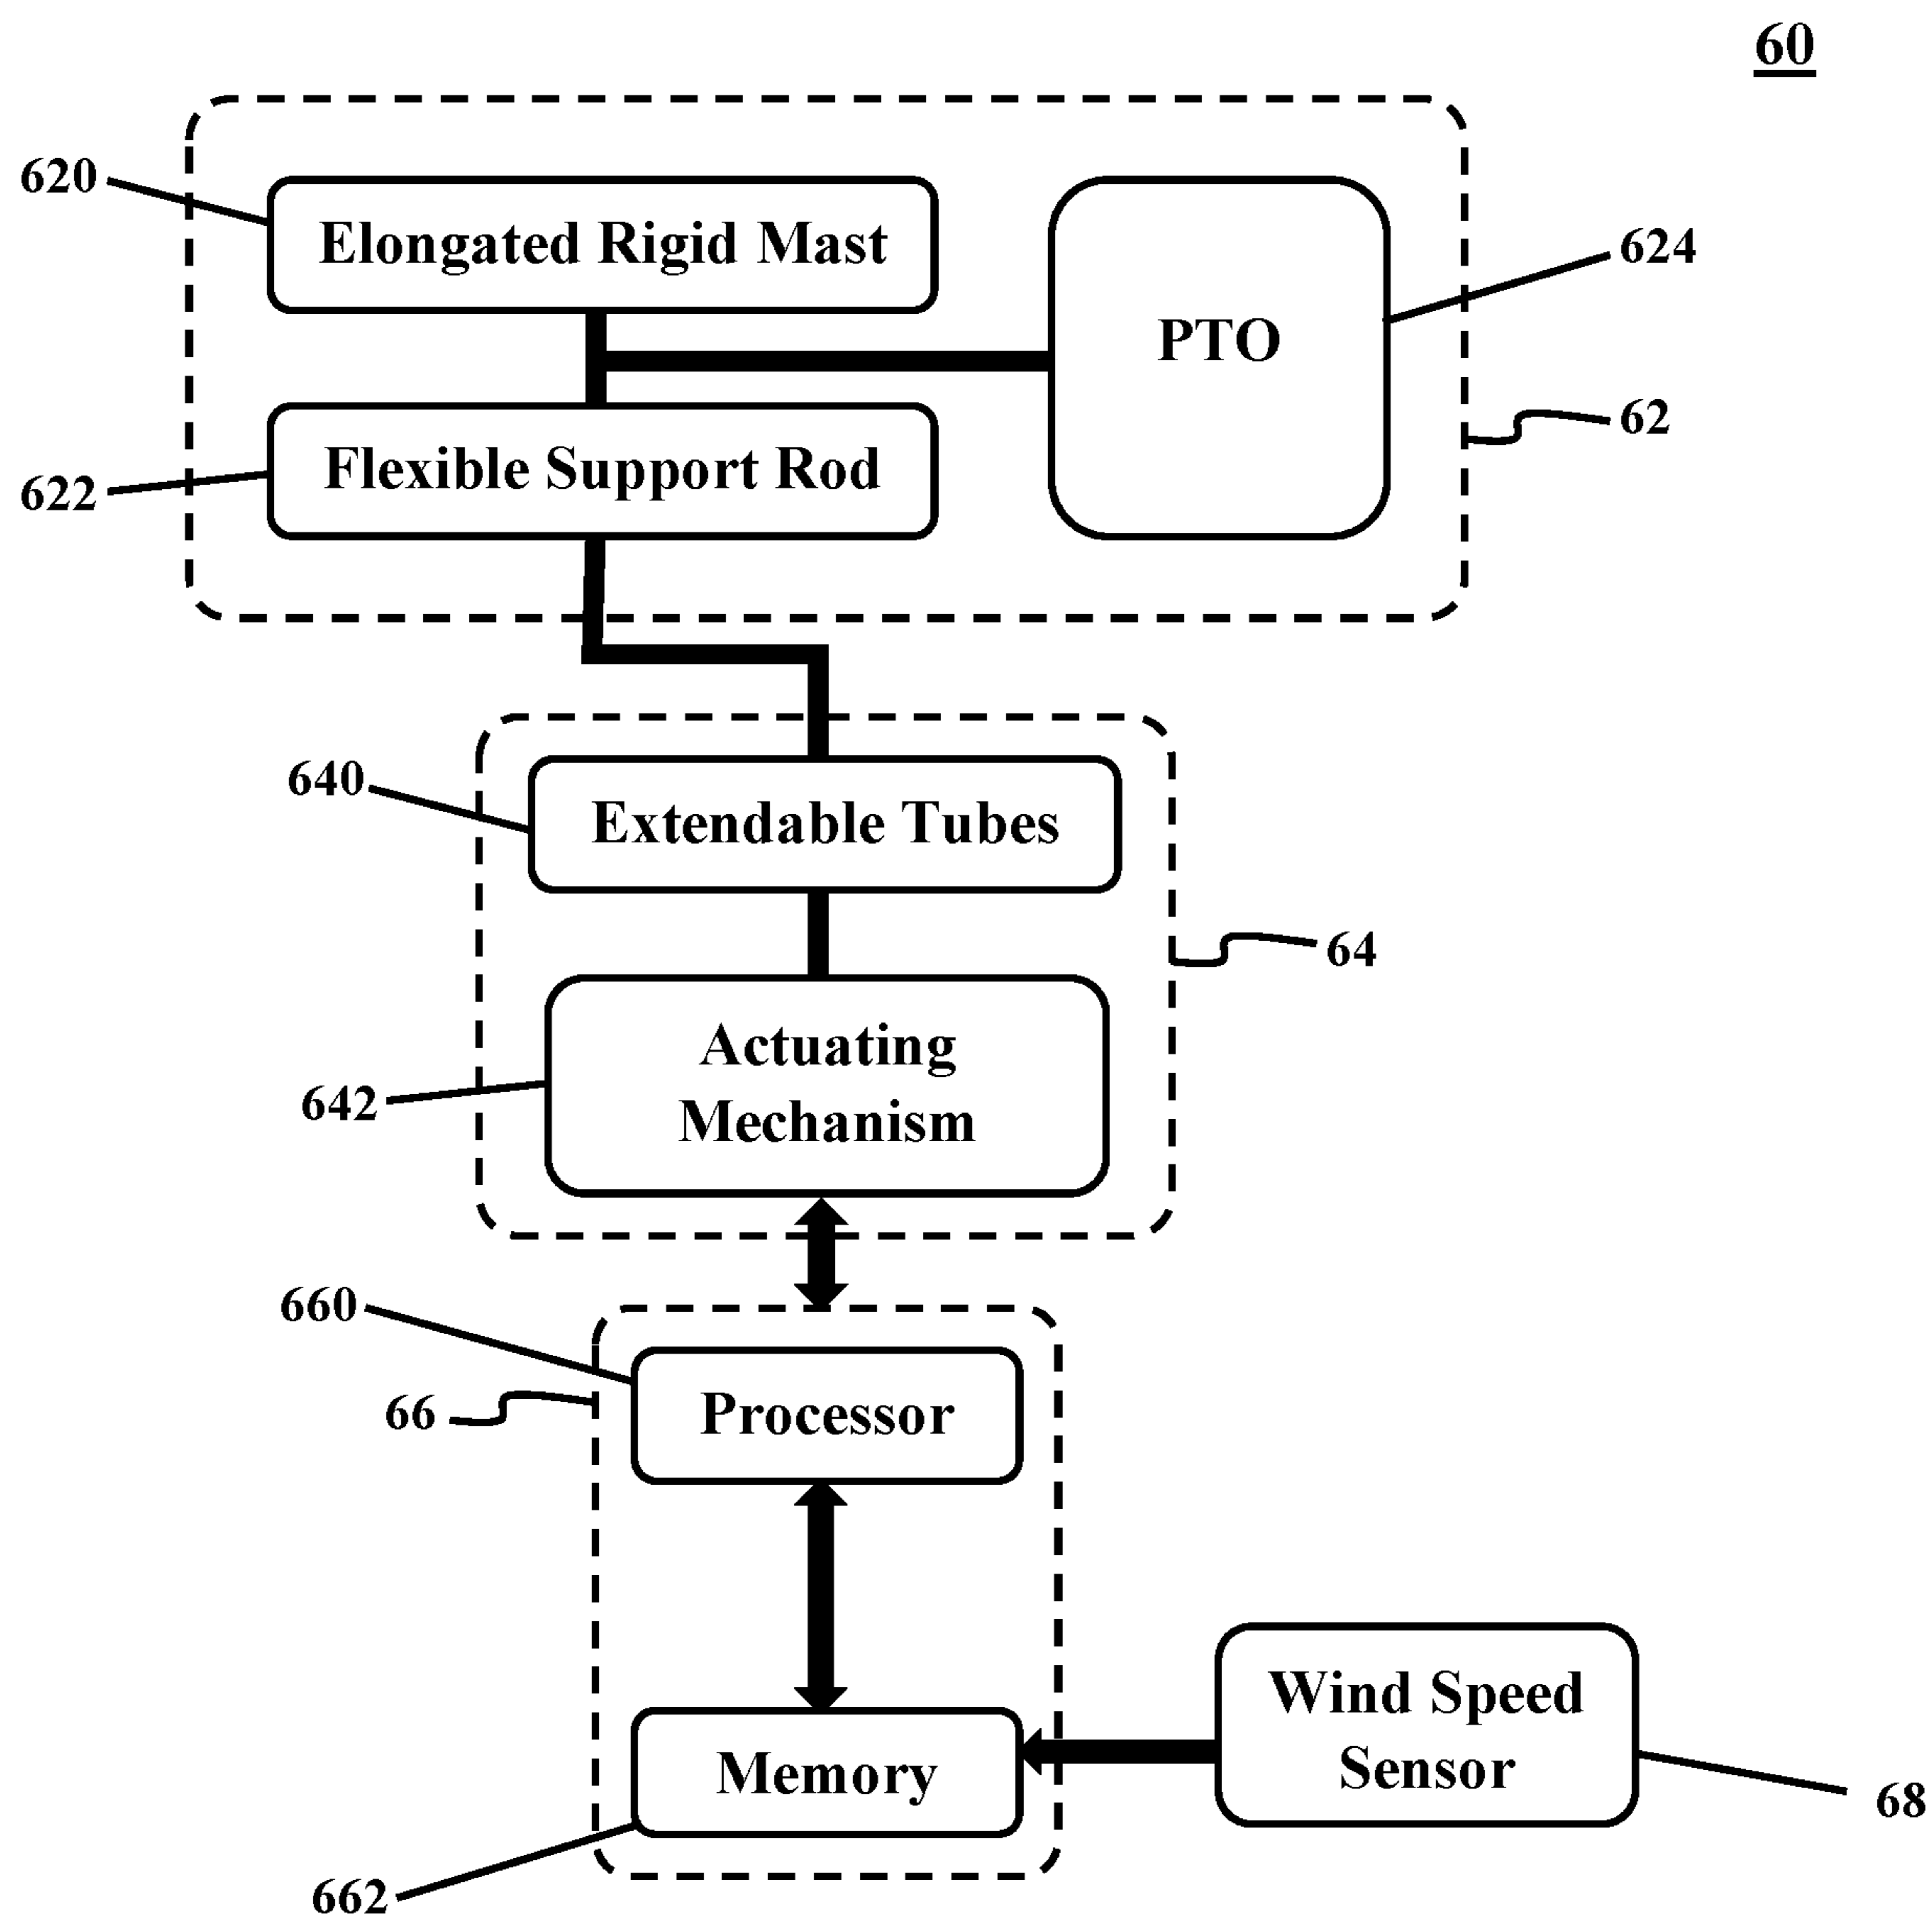 60
620
Elongated Rigid Mast
624
PTO
62
Flexible Support Rod
622
640
Extendable Tubes
64
Actuating
Mechanism
642
660
66
Processor
Wind Speed
Sensor
Memory
68
662